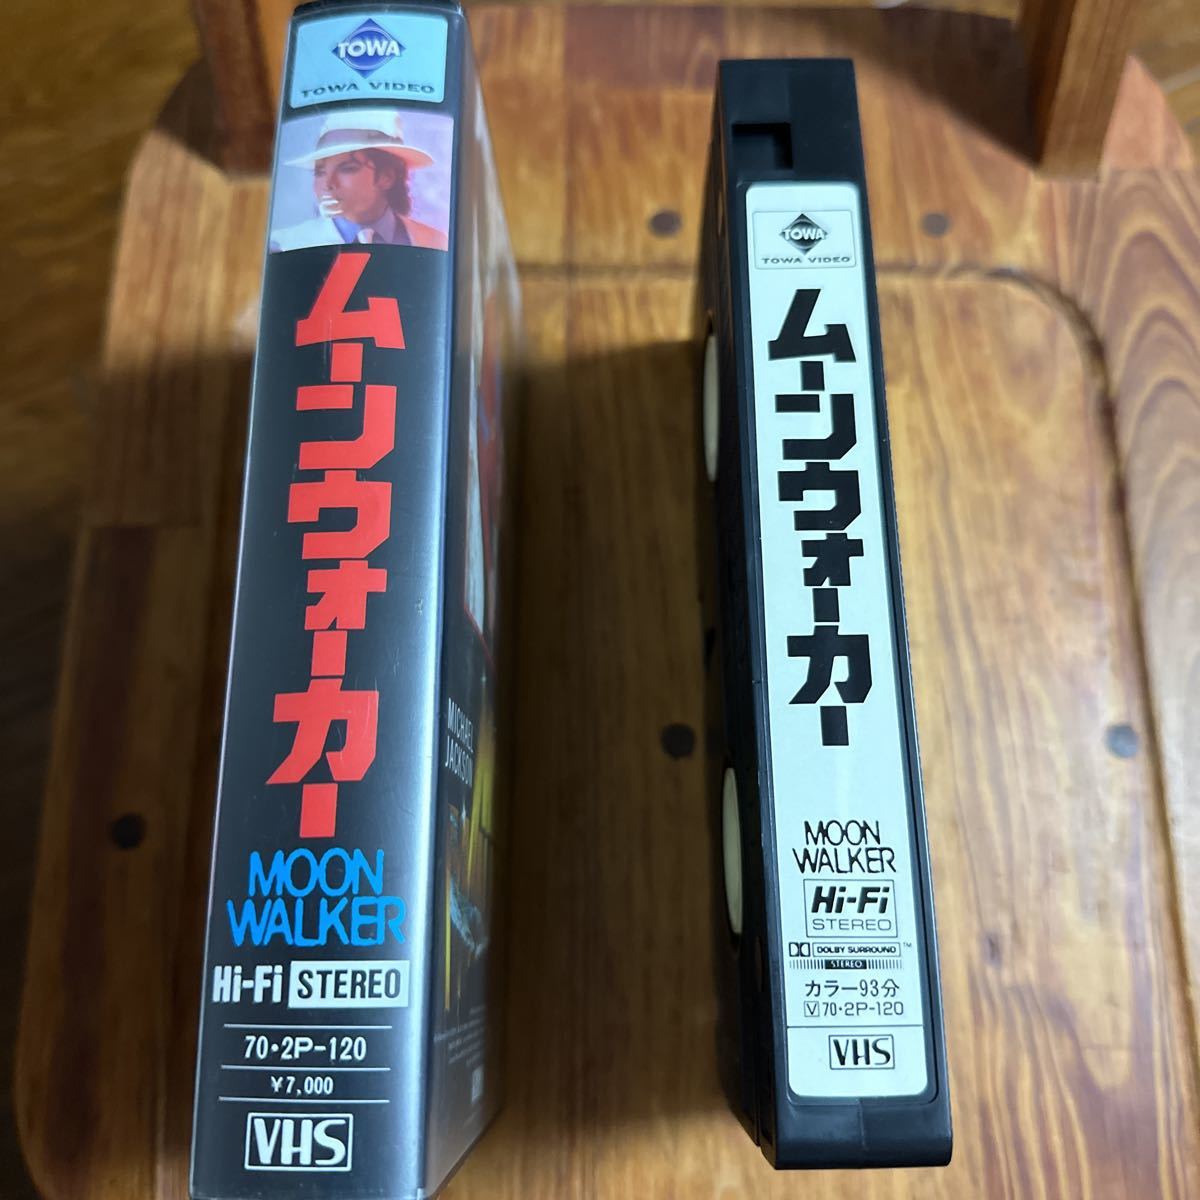 TOWA
TOWA VIDEO
ムーンウォーカー
MOON
WALKER
Hi-Fi STEREO
70・2P-120
¥7,000
VHS
MICHAEL
JACKSON
TOWA
TOWA VIDEO
ムーンウォーカー
MOON
WALKER
Hi-Fi
STEREO
DOLBY SURROUND™
STEREO
カラー93分
V 70・2P-120
VHS